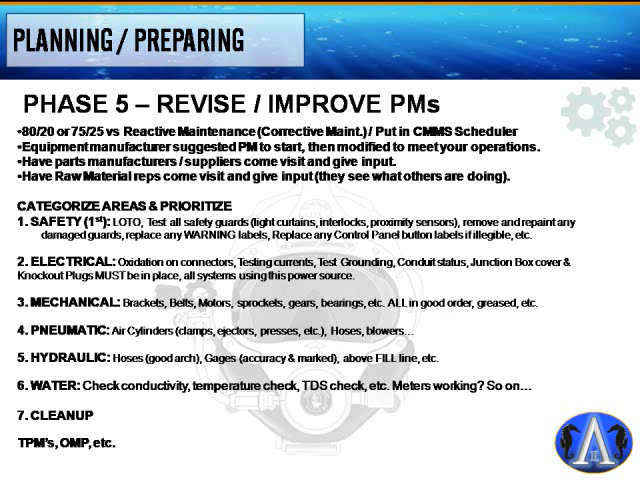 PLANNING / PREPARING
PHASE 5 – REVISE / IMPROVE PMs
•80/20 or 75/25 vs Reactive Maintenance (Corrective Maint.) / Put in CMMS Scheduler
•Equipment manufacturer suggested PM to start, then modified to meet your operations.
•Have parts manufacturers / suppliers come visit and give input.
•Have Raw Material reps come visit and give input (they see what others are doing).
CATEGORIZE AREAS & PRIORITIZE
1. SAFETY (1st): LOTO, Test all safety guards (light curtains, interlocks, proximity sensors), remove and repaint any
damaged guards, replace any WARNING labels, Replace any Control Panel button labels if illegible, etc.
2. ELECTRICAL: Oxidation on connectors, Testing currents, Test Grounding, Conduit status, Junction Box cover &
Knockout Plugs MUST be in place, all systems using this power source.
3. MECHANICAL: Brackets, Belts, Motors, sprockets, gears, bearings, etc. ALL in good order, greased, etc.
4. PNEUMATIC: Air Cylinders (clamps, ejectors, presses, etc.), Hoses, blowers…
5. HYDRAULIC: Hoses (good arch), Gages (accuracy & marked), above FILL line, etc.
6. WATER: Check conductivity, temperature check, TDS check, etc. Meters working? So on…
7. CLEANUP
TPM's, OMP, etc.